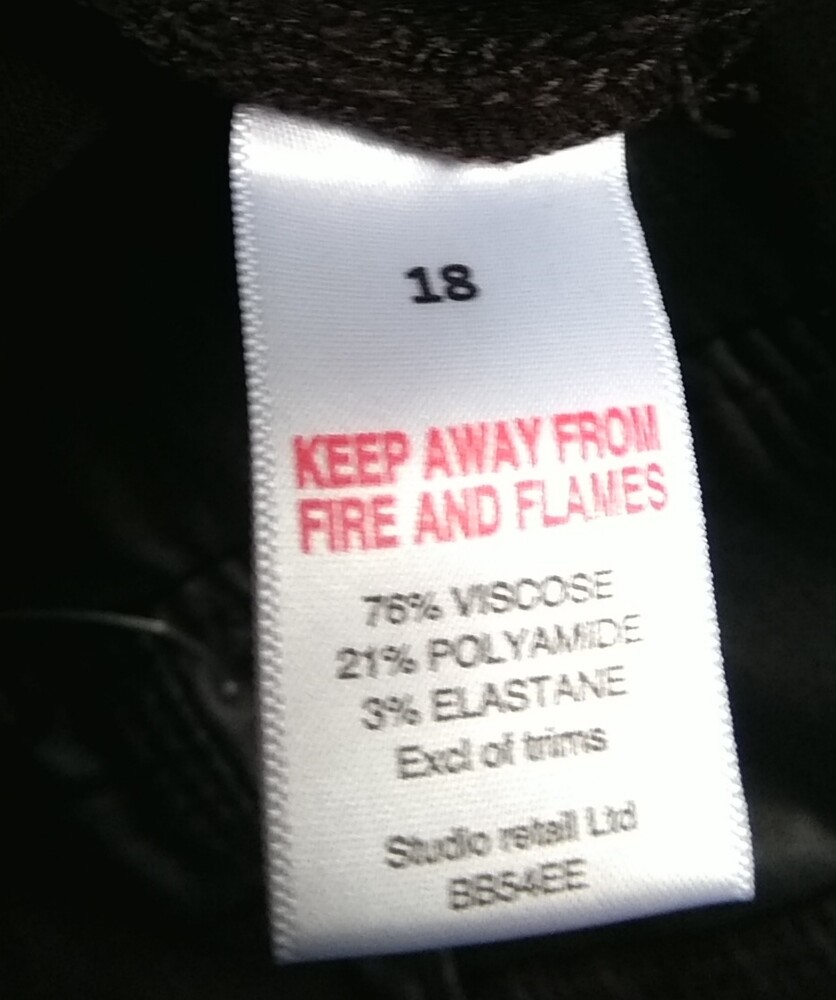 18
KEEP AWAY FROM
FIRE AND FLAMES
76% VISCOSE
21% POLYAMIDE
3% ELASTANE
Excl of trims
Studio retail Ltd
BB54EE